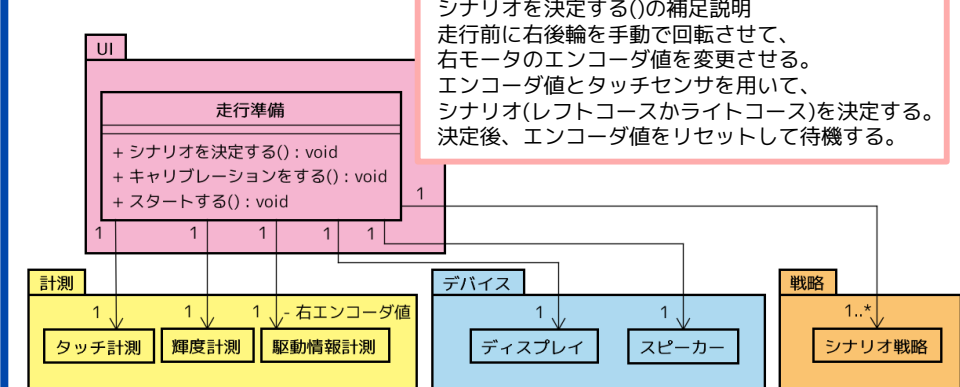 シナリオを決定する()の補足説明
走行前に右後輪を手動で回転させて、
右モータのエンコーダ値を変更させる。
エンコーダ値とタッチセンサを用いて、
シナリオ(レフトコースかライトコース)を決定する。
決定後、エンコーダ値をリセットして待機する。
UI
走行準備
+ シナリオを決定する() : void
+ キャリブレーションをする() : void
+ スタートする() : void
1
1 1 1 1 1
計測
デバイス
戦略
1 1 1 - 右エンコーダ値
1 1
1..*
タッチ計測
輝度計測
駆動情報計測
ディスプレイ
スピーカー
シナリオ戦略